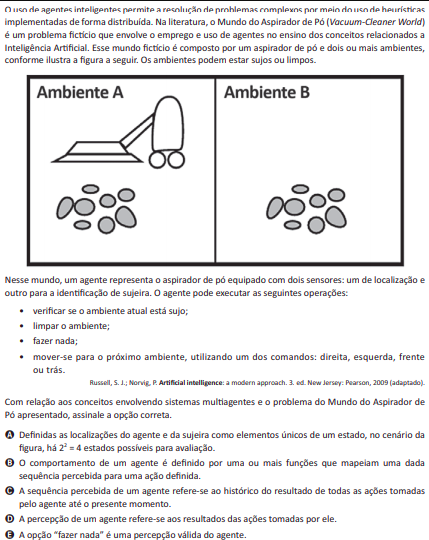 O uso de agentes inteligentes permite a resolução de problemas complexos por meio do uso de heurísticas
implementadas de forma distribuída. Na literatura, o Mundo do Aspirador de Pó (Vacuum-Cleaner World)
é um problema fictício que envolve o emprego e uso de agentes no ensino dos conceitos relacionados a
Inteligência Artificial. Esse mundo fictício é composto por um aspirador de pó e dois ou mais ambientes,
conforme ilustra a figura a seguir. Os ambientes podem estar sujos ou limpos.
Ambiente A
Ambiente B
Nesse mundo, um agente representa o aspirador de pó equipado com dois sensores: um de localização e
outro para a identificação de sujeira. O agente pode executar as seguintes operações:
• verificar se o ambiente atual está sujo;
• limpar o ambiente;
• fazer nada;
• mover-se para o próximo ambiente, utilizando um dos comandos: direita, esquerda, frente
ou trás.
Russell, S. J.; Norvig, P. Artificial intelligence: a modern approach. 3. ed. New Jersey: Pearson, 2009 (adaptado).
Com relação aos conceitos envolvendo sistemas multiagentes e o problema do Mundo do Aspirador de
Pó apresentado, assinale a opção correta.
A Definidas as localizações do agente e da sujeira como elementos únicos de um estado, no cenário da
figura, há 2² = 4 estados possíveis para avaliação.
B O comportamento de um agente é definido por uma ou mais funções que mapeiam uma dada
sequência percebida para uma ação definida.
C A sequência percebida de um agente refere-se ao histórico do resultado de todas as ações tomadas
pelo agente até o presente momento.
D A percepção de um agente refere-se aos resultados das ações tomadas por ele.
E A opção “fazer nada” é uma percepção válida do agente.